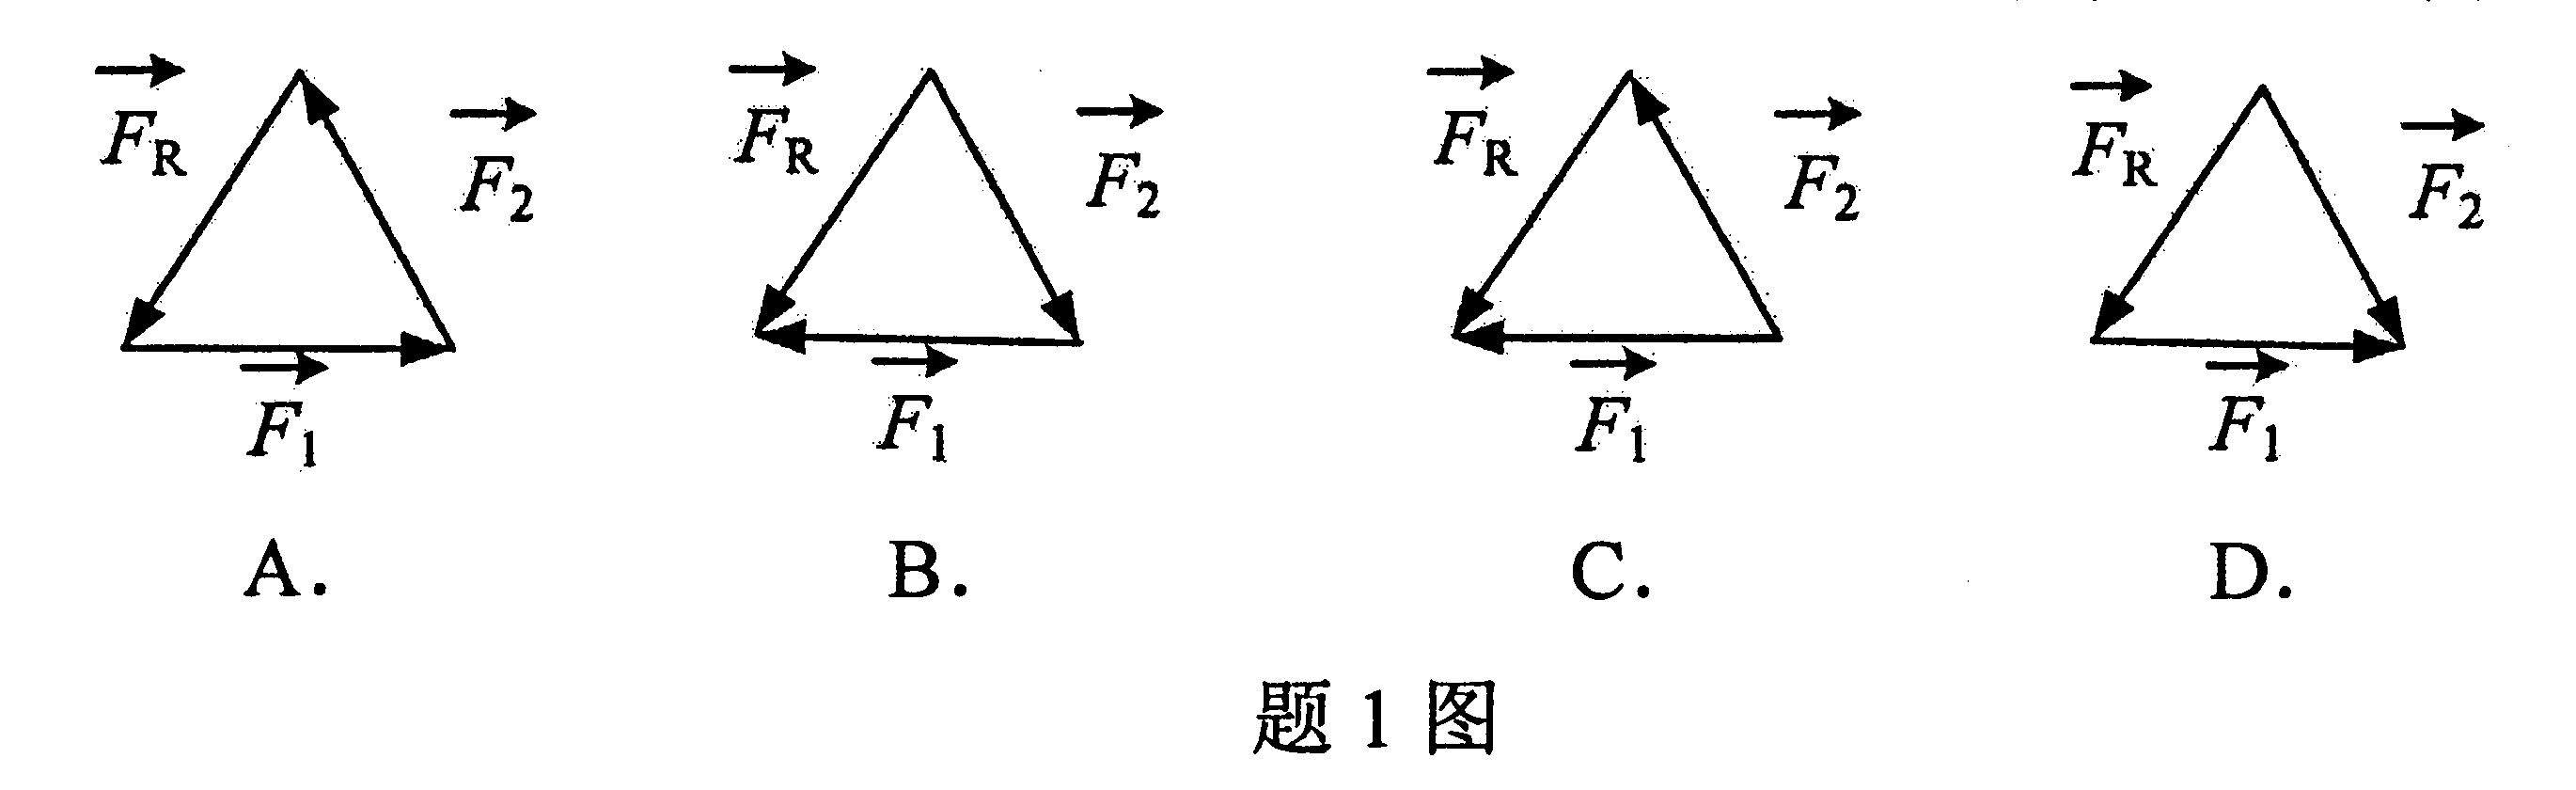 F_R F_2 F_R F_2 F_R F_2 F_R F_2
F_1 F_1 F_1 F_1
A. B. C. D.
题 1 图